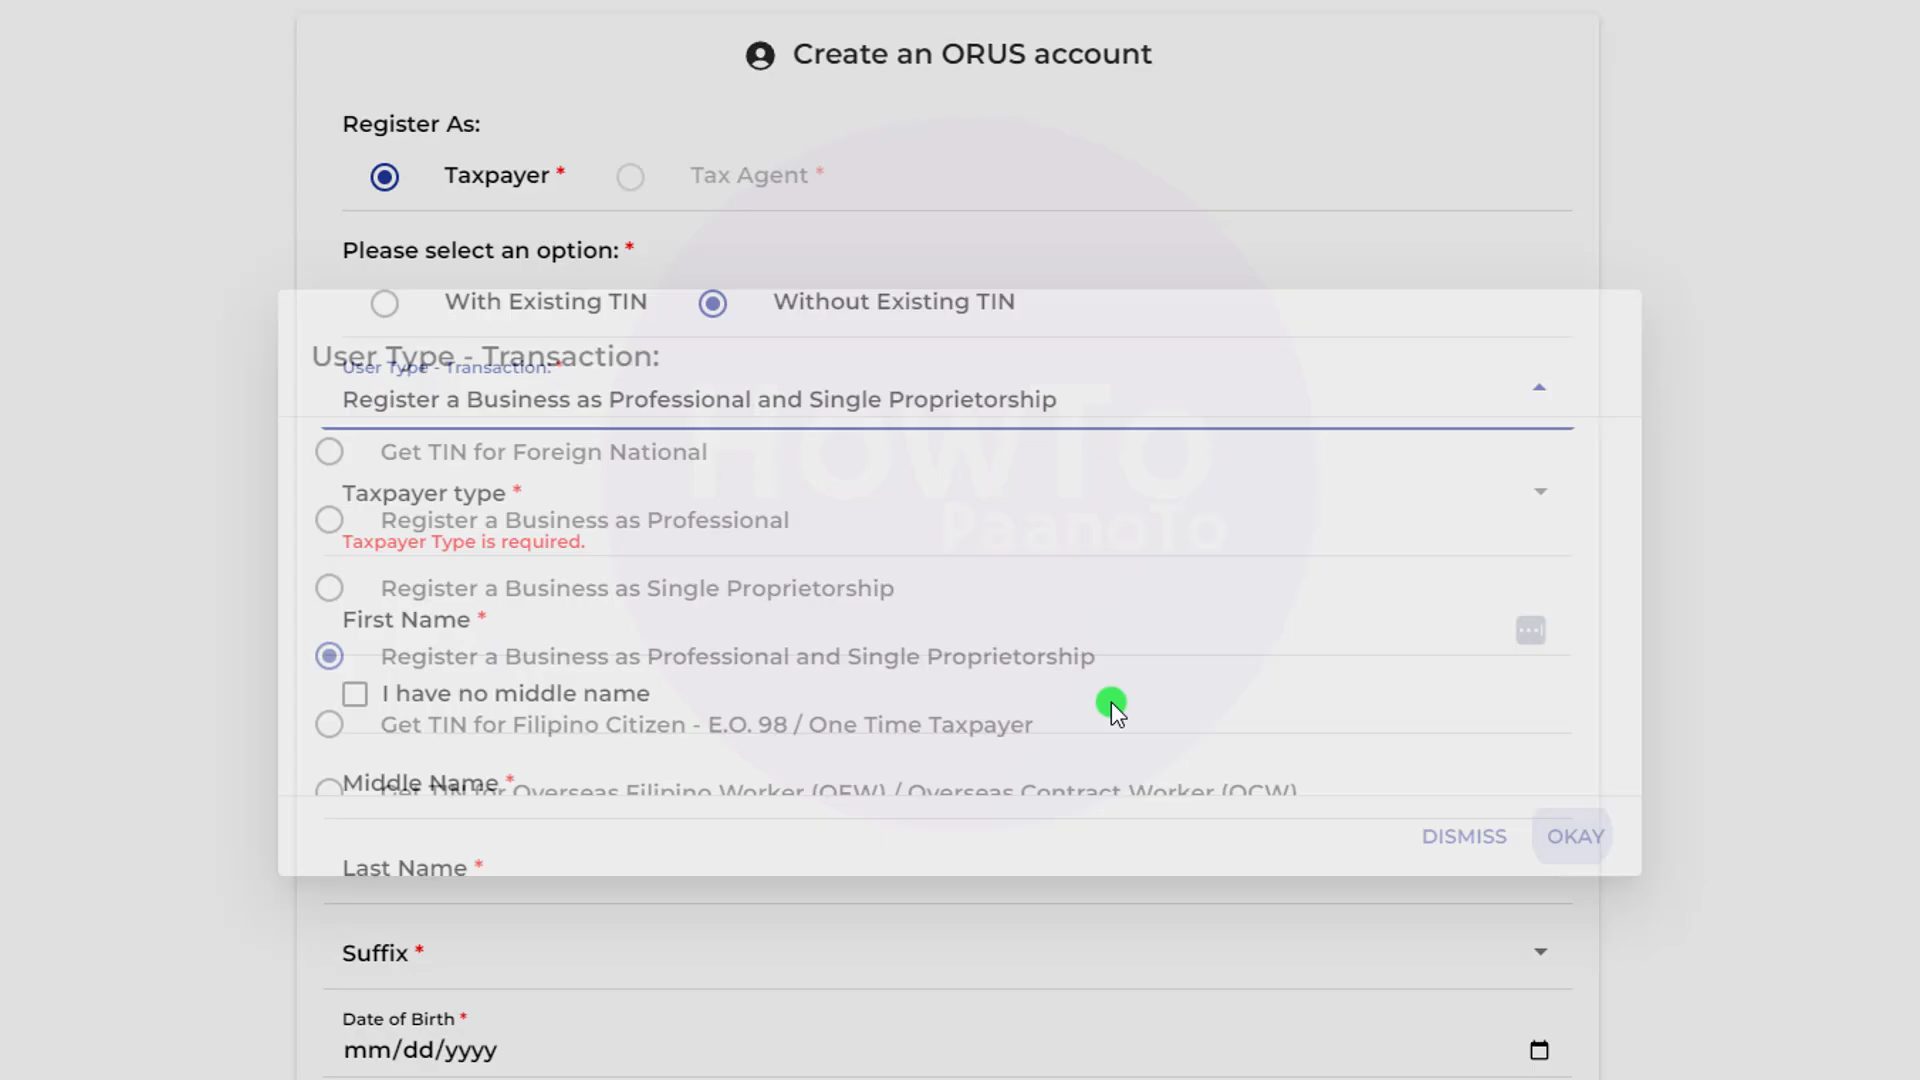 Create an ORUS account
Register As:
Taxpayer *
Tax Agent *
Please select an option: *
With Existing TIN
Without Existing TIN
User Type - Transaction:
User Type - Transaction: *
Register a Business as Professional and Single Proprietorship
Get TIN for Foreign National
HowTo
Taxpayer type *
Register a Business as Professional
PaanoTo
Taxpayer Type is required.
Register a Business as Single Proprietorship
First Name *
Register a Business as Professional and Single Proprietorship
I have no middle name
Get TIN for Filipino Citizen - E.O. 98 / One Time Taxpayer
Middle Name *
Get TIN for Overseas Filipino Worker (OFW) / Overseas Contract Worker (OCW)
DISMISS
OKAY
Last Name *
Suffix *
Date of Birth *
mm/dd/yyyy